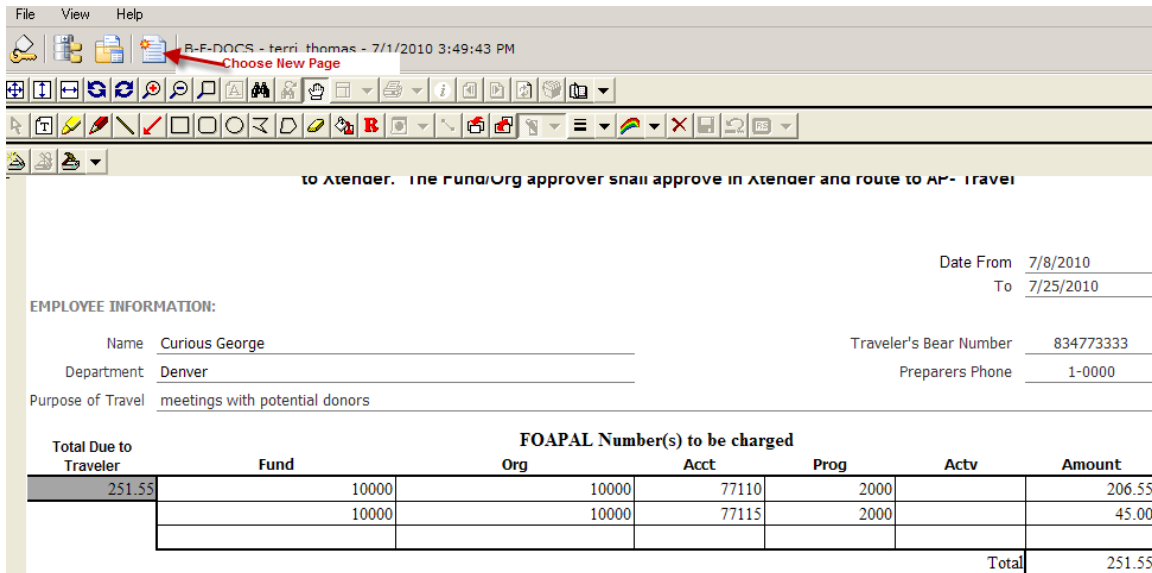 File View Help
B-F-DOCS - terri_thomas - 7/1/2010 3:49:43 PM
Choose New Page
to Xtender. The Fund/Org approver shall approve in Xtender and route to AP- Travel
Date From 7/8/2010
To 7/25/2010
EMPLOYEE INFORMATION:
Name Curious George Traveler's Bear Number 834773333
Department Denver Preparers Phone 1-0000
Purpose of Travel meetings with potential donors
FOAPAL Number(s) to be charged
Total Due to Traveler Fund Org Acct Prog Actv Amount
251.55 10000 10000 77110 2000 206.55
10000 10000 77115 2000 45.00
Total 251.55